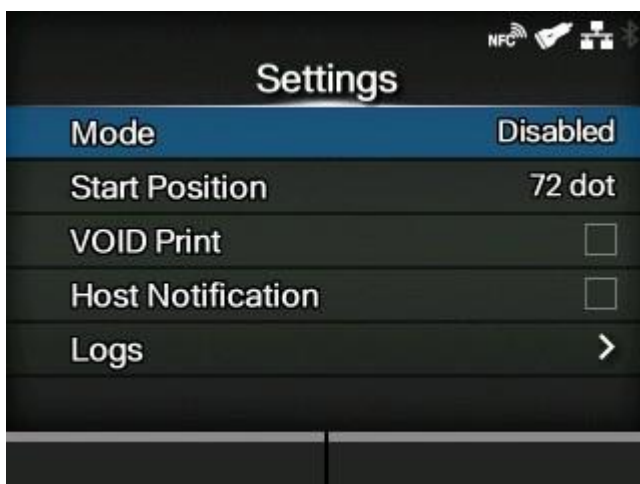 NFC
Settings
Mode Disabled
Start Position 72 dot
VOID Print
Host Notification
Logs